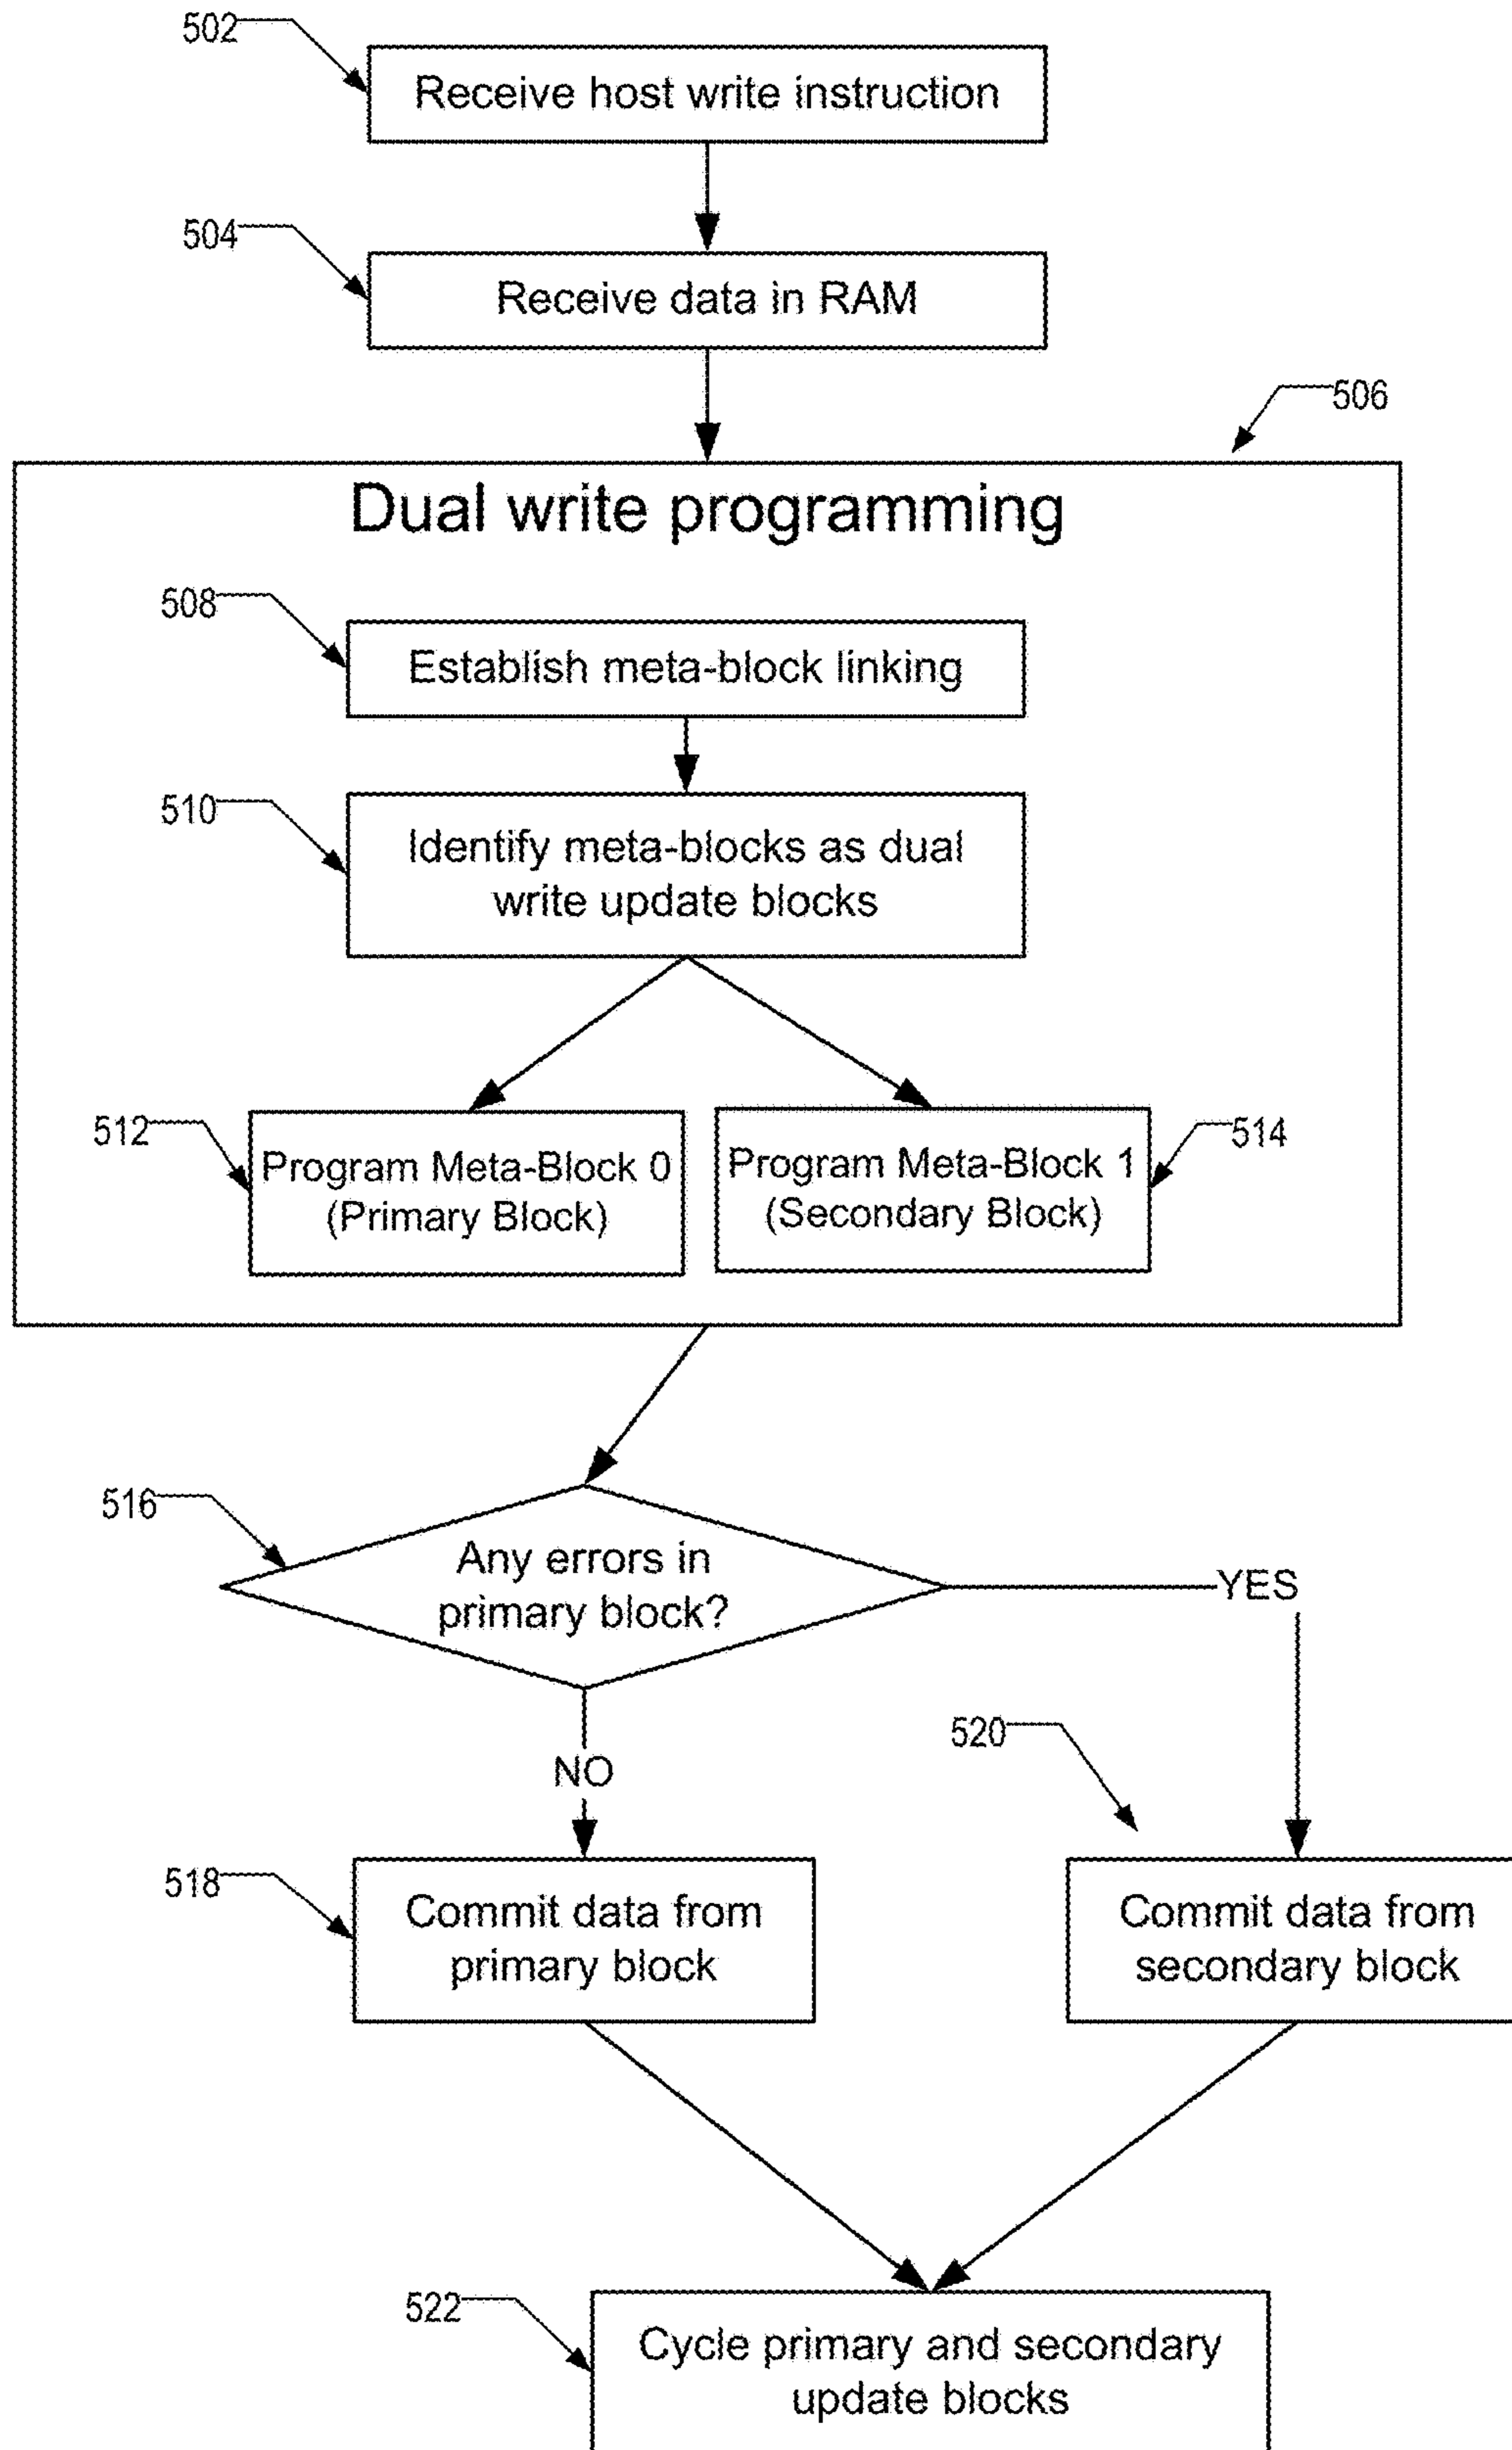 502
Receive host write instruction
504
Receive data in RAM
506
Dual write programming
508
Establish meta-block linking
510
Identify meta-blocks as dual
write update blocks
512
Program Meta-Block 0
(Primary Block)
Program Meta-Block 1
(Secondary Block)
514
516
Any errors in
primary block?
YES
NO
520
518
Commit data from
primary block
Commit data from
secondary block
522
Cycle primary and secondary
update blocks